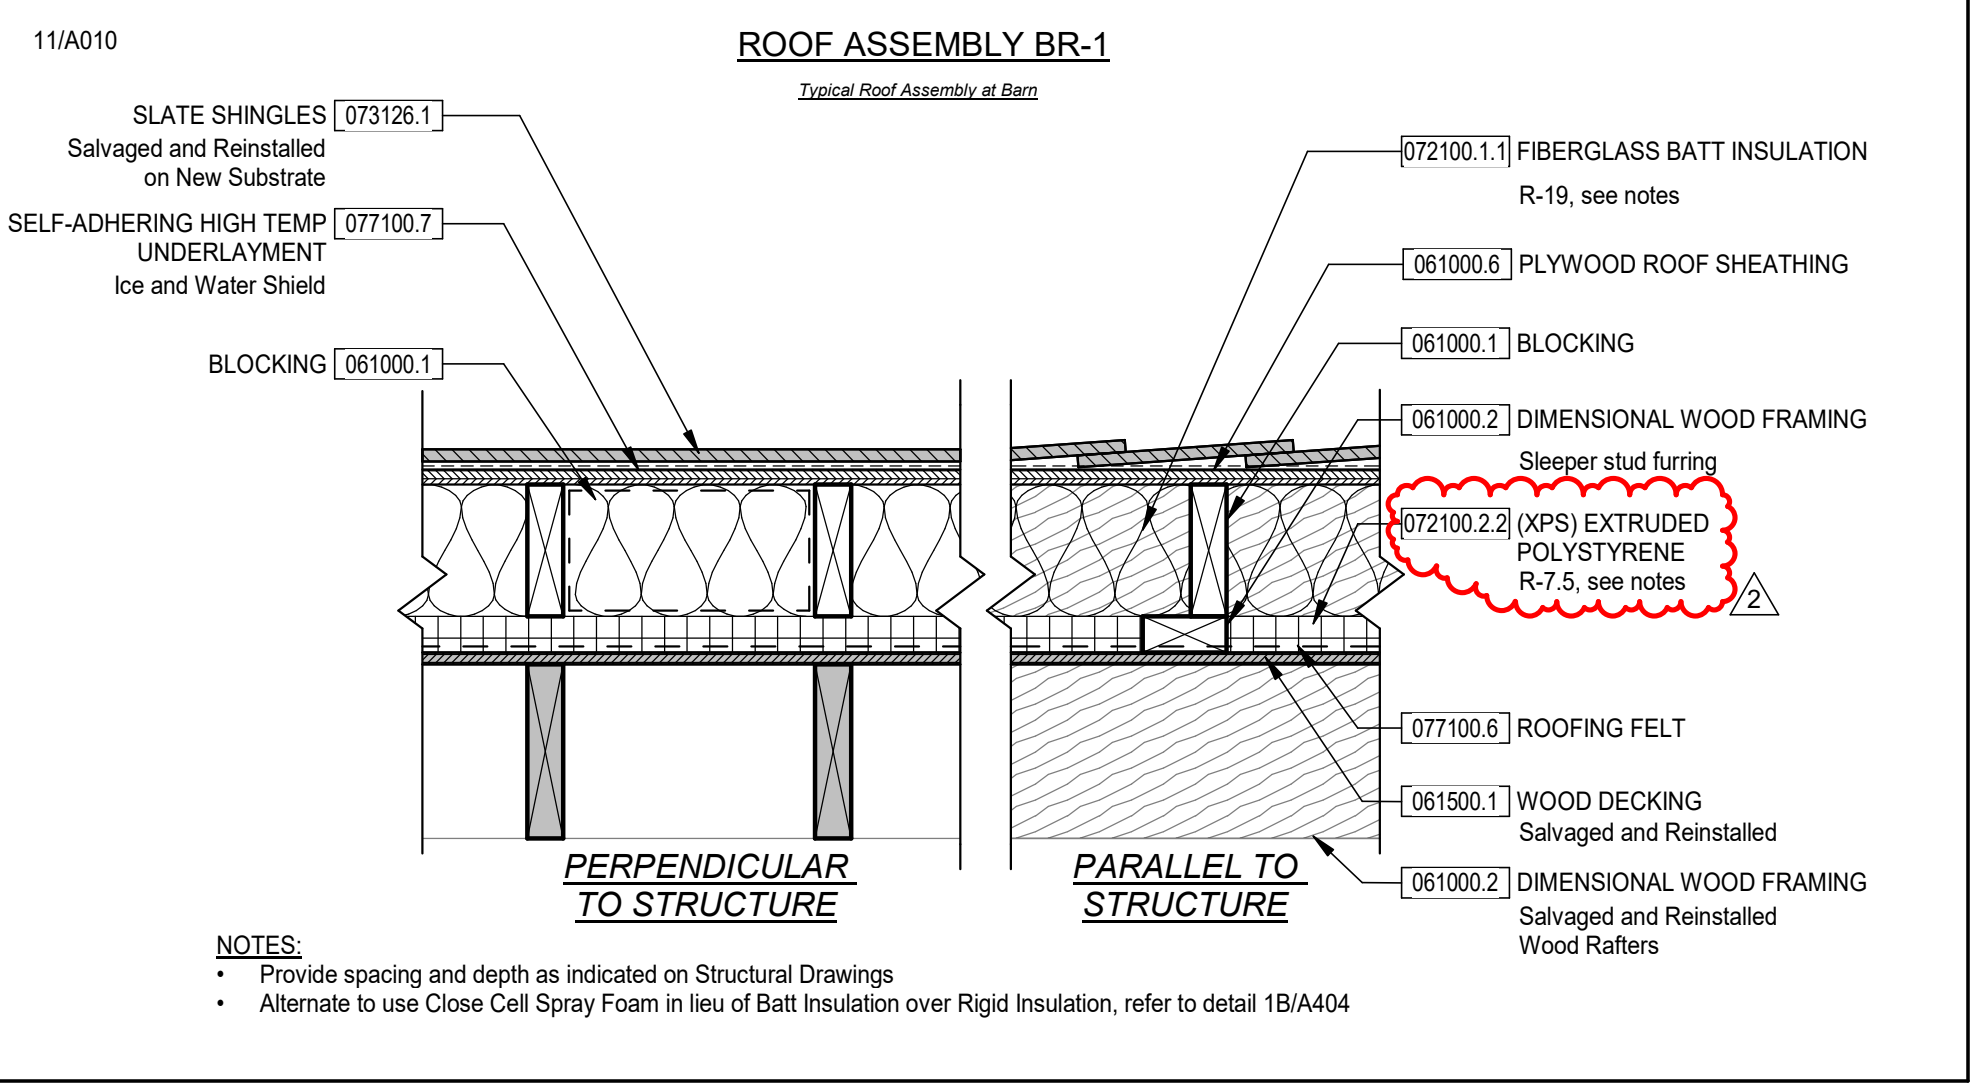 11/A010
ROOF ASSEMBLY BR-1
Typical Roof Assembly at Barn
SLATE SHINGLES 073126.1
Salvaged and Reinstalled
on New Substrate
SELF-ADHERING HIGH TEMP 077100.7
UNDERLAYMENT
Ice and Water Shield
BLOCKING 061000.1
072100.1.1 FIBERGLASS BATT INSULATION
R-19, see notes
061000.6 PLYWOOD ROOF SHEATHING
061000.1 BLOCKING
061000.2 DIMENSIONAL WOOD FRAMING
Sleeper stud furring
072100.2.2 (XPS) EXTRUDED
POLYSTYRENE
R-7.5, see notes
2
077100.6 ROOFING FELT
061500.1 WOOD DECKING
Salvaged and Reinstalled
061000.2 DIMENSIONAL WOOD FRAMING
Salvaged and Reinstalled
Wood Rafters
PERPENDICULAR
TO STRUCTURE
PARALLEL TO
STRUCTURE
NOTES:
• Provide spacing and depth as indicated on Structural Drawings
• Alternate to use Close Cell Spray Foam in lieu of Batt Insulation over Rigid Insulation, refer to detail 1B/A404